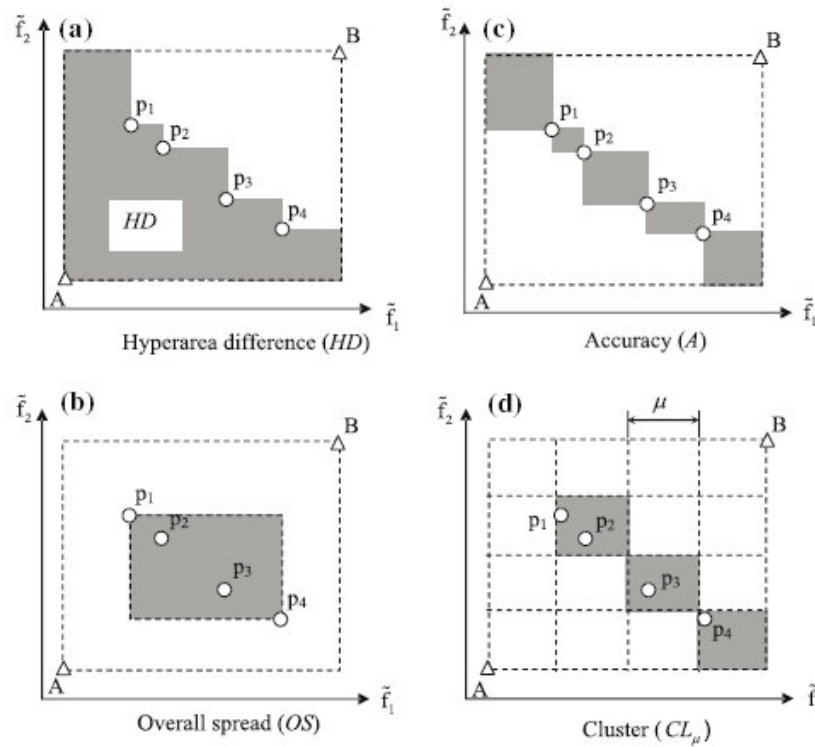 (a)
f̃₂
B
p₁
p₂
p₃
p₄
HD
A
f̃₁
Hyperarea difference (HD)
(c)
f̃₂
B
p₁
p₂
p₃
p₄
A
f̃₁
Accuracy (A)
(b)
f̃₂
B
p₁
p₂
p₃
p₄
A
f̃₁
Overall spread (OS)
(d)
μ
f̃₂
B
p₁
p₂
p₃
p₄
A
f̃
Cluster (CLμ)